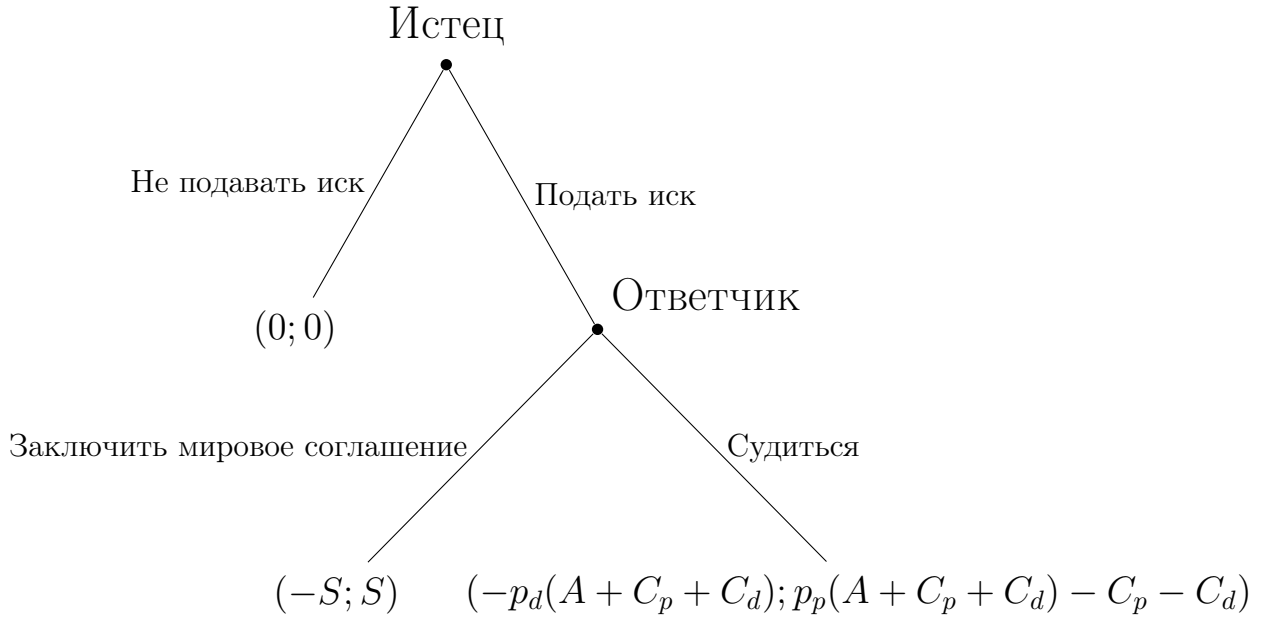 Истец
Не подавать иск
Подать иск
Ответчик
(0; 0)
Заключить мировое соглашение
Судиться
(−S; S)
(−p_d(A + C_p + C_d); p_p(A + C_p + C_d) − C_p − C_d)